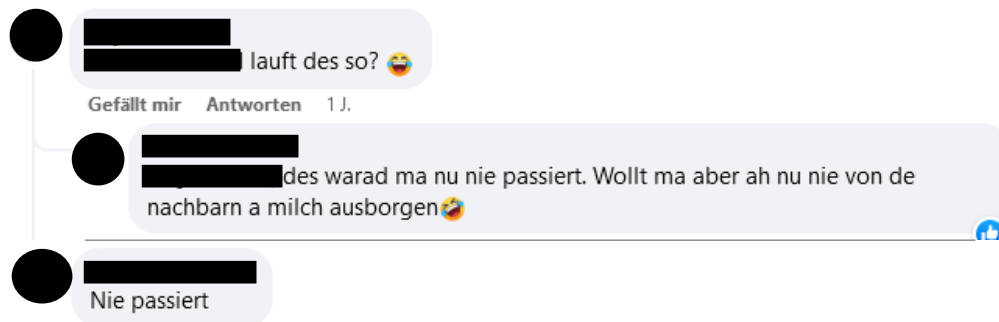 lauft des so? 😂
Gefällt mir Antworten 1 J.
des warad ma nu nie passiert. Wollt ma aber ah nu nie von de
nachbarn a milch ausborgen🤣
Nie passiert